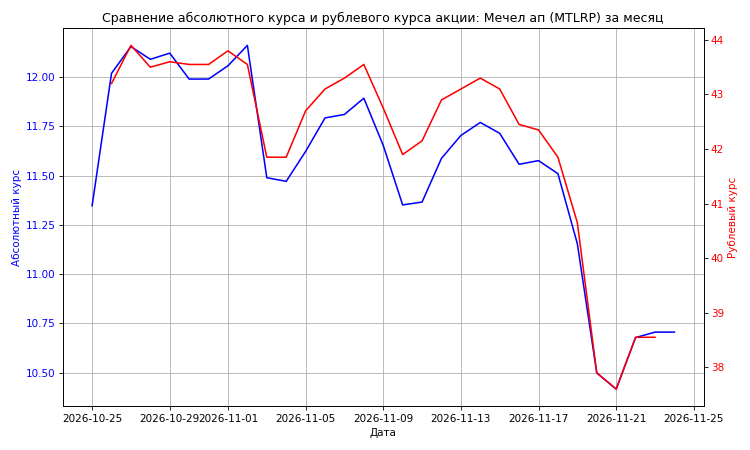 Сравнение абсолютного курса и рублевого курса акции: Мечел ап (MTLRP) за месяц
44
12.00
43
11.75
42
11.50
41
11.25
11.00
40
10.75
39
10.50
38
Абсолютный курс
Рублевый курс
2026-10-25 2026-10-29 2026-11-01 2026-11-05 2026-11-09 2026-11-13 2026-11-17 2026-11-21 2026-11-25
Дата